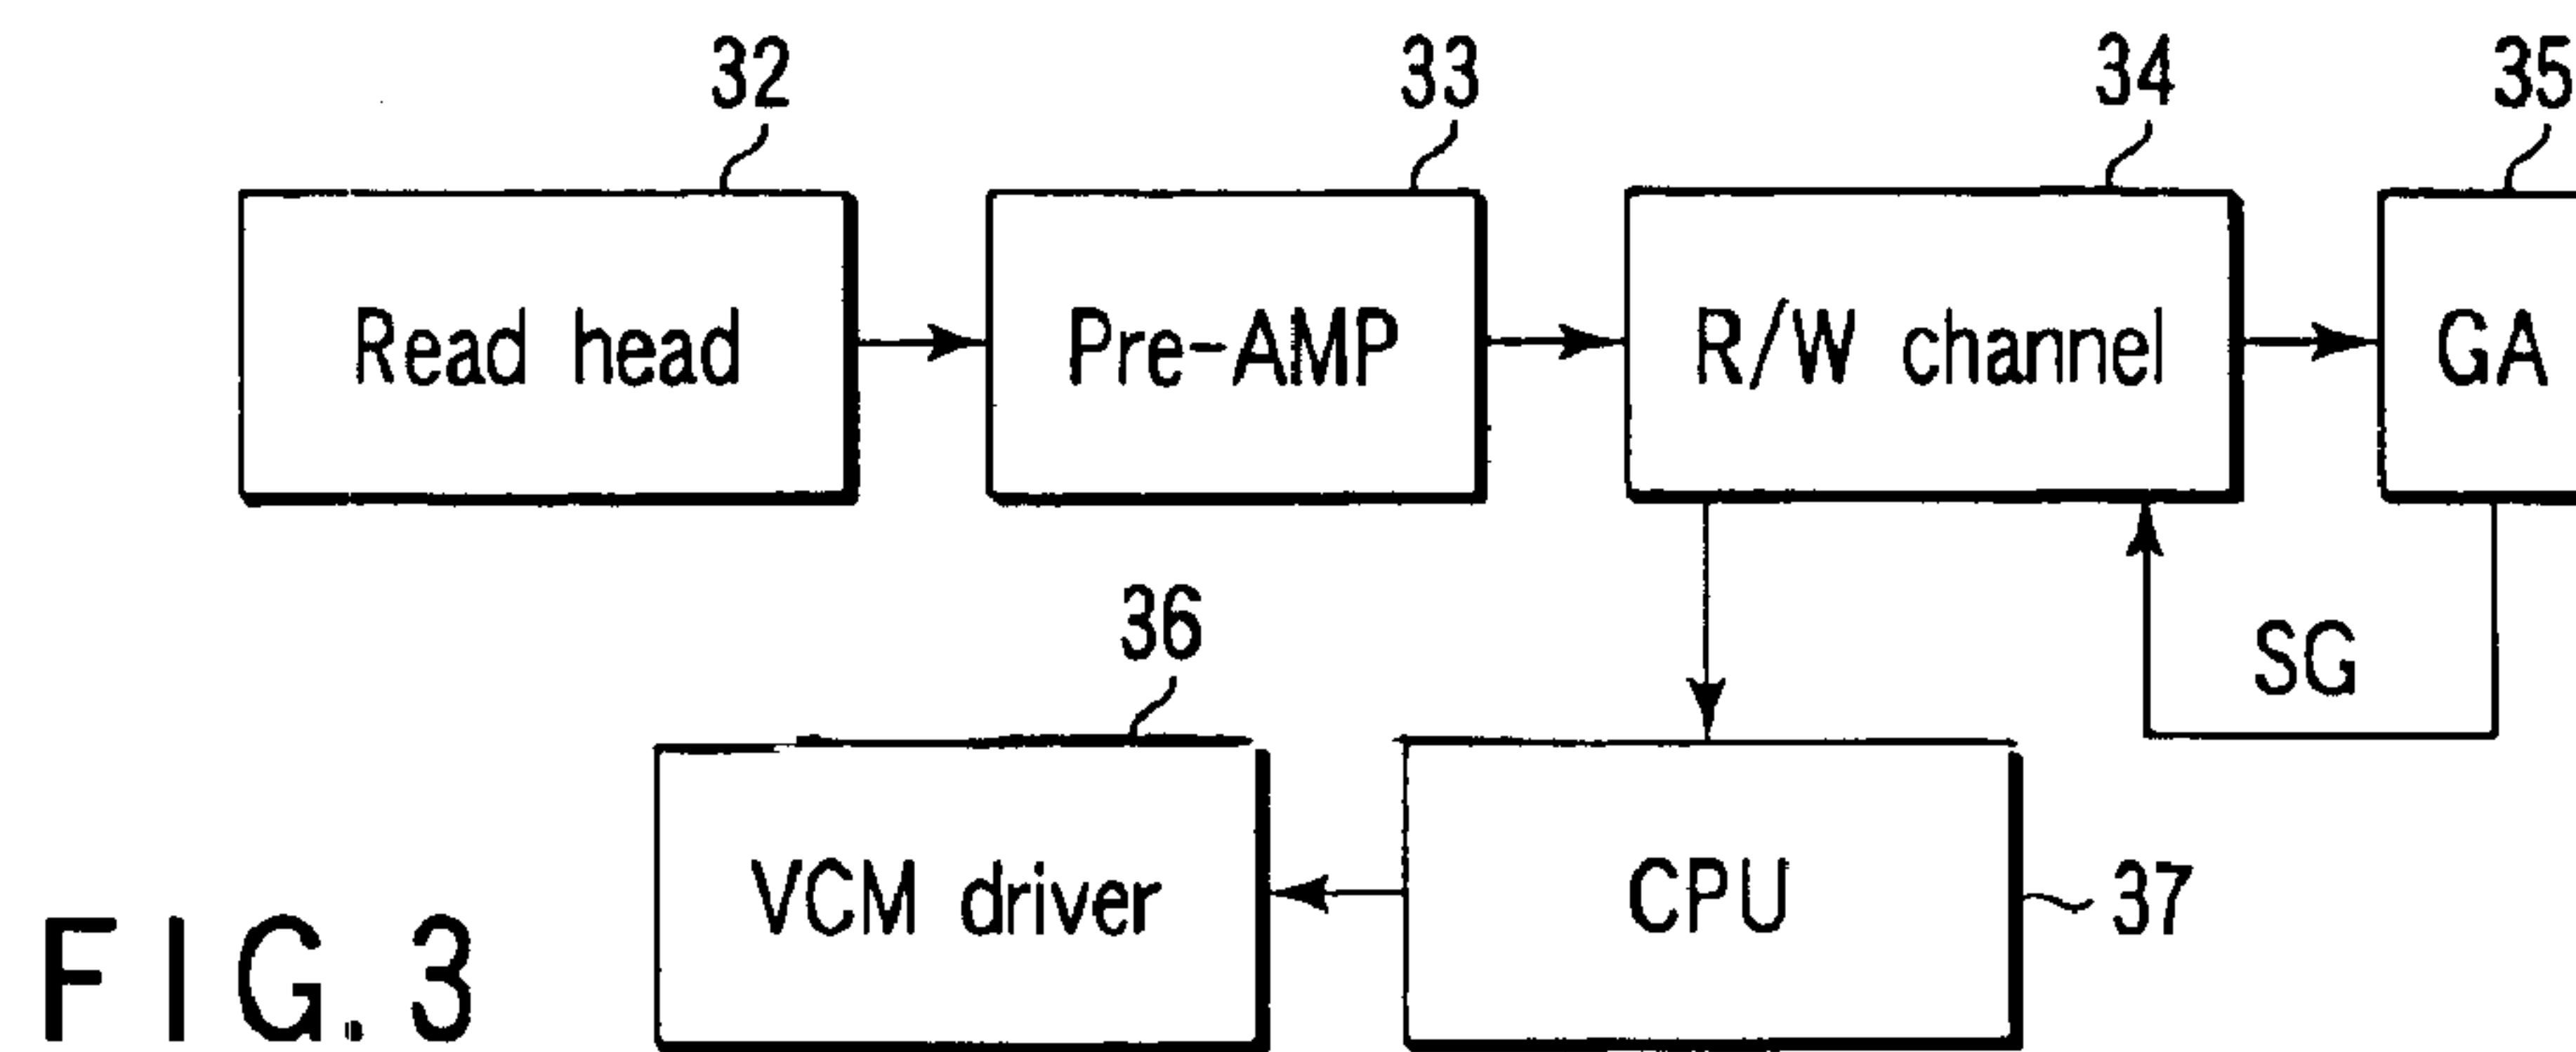 32
33
34
35
Read head
Pre-AMP
R/W channel
GA
SG
36
VCM driver
CPU
37
FIG. 3